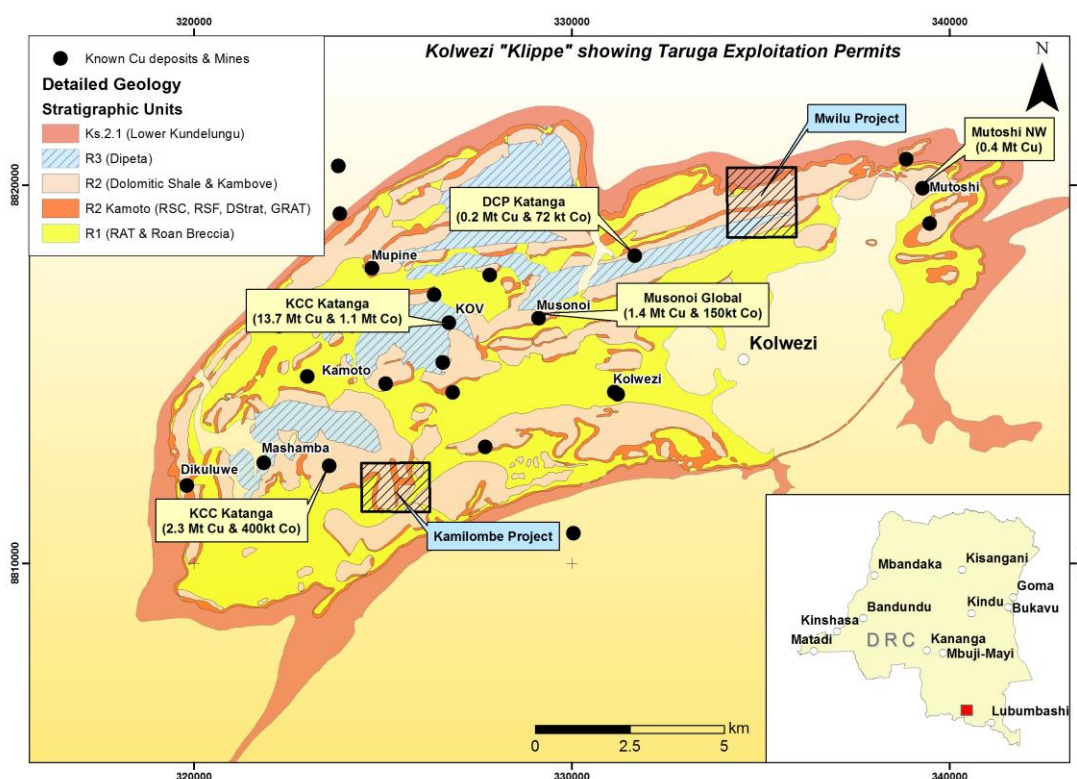 320000
330000
340000
Kolwezi "Klippe" showing Taruga Exploitation Permits
N
Known Cu deposits & Mines
Detailed Geology
Stratigraphic Units
Ks.2.1 (Lower Kundelungu)
R3 (Dipeta)
R2 (Dolomitic Shale & Kambove)
R2 Kamoto (RSC, RSF, DStrat, GRAT)
R1 (RAT & Roan Breccia)
Mwilu Project
Mutoshi NW
(0.4 Mt Cu)
8820000
8820000
Mutoshi
DCP Katanga
(0.2 Mt Cu & 72 kt Co)
Mupine
KCC Katanga
(13.7 Mt Cu & 1.1 Mt Co)
KOV
Musonoi
Musonoi Global
(1.4 Mt Cu & 150kt Co)
Kolwezi
Kamoto
Kolwezi
Mashamba
Dikuluwe
KCC Katanga
(2.3 Mt Cu & 400kt Co)
Kamilombe Project
8810000
Kisangani
Mbandaka
Goma
Kindu
Bukavu
Bandundu
Kinshasa
Matadi
DRC
Kananga
Mbuji-Mayi
Lubumbashi
km
0
2.5
5
320000
330000
340000